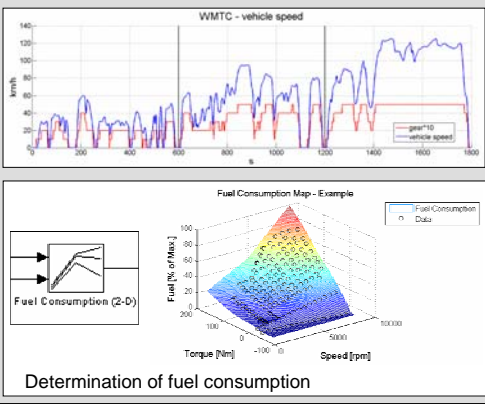 WMTC - vehicle speed
140
120
100
80
60
40
20
0
km/h
0 200 400 600 800 1000 1200 1400 1600 1800
s
gear*10
vehicle speed
Fuel Consumption Map - Example
Fuel Consumption
Data
100
80
60
40
20
0
Fuel [% of Max.]
200
100
0
-100
Torque [Nm]
0
5000
10000
Speed [rpm]
Fuel Consumption (2-D)
Determination of fuel consumption